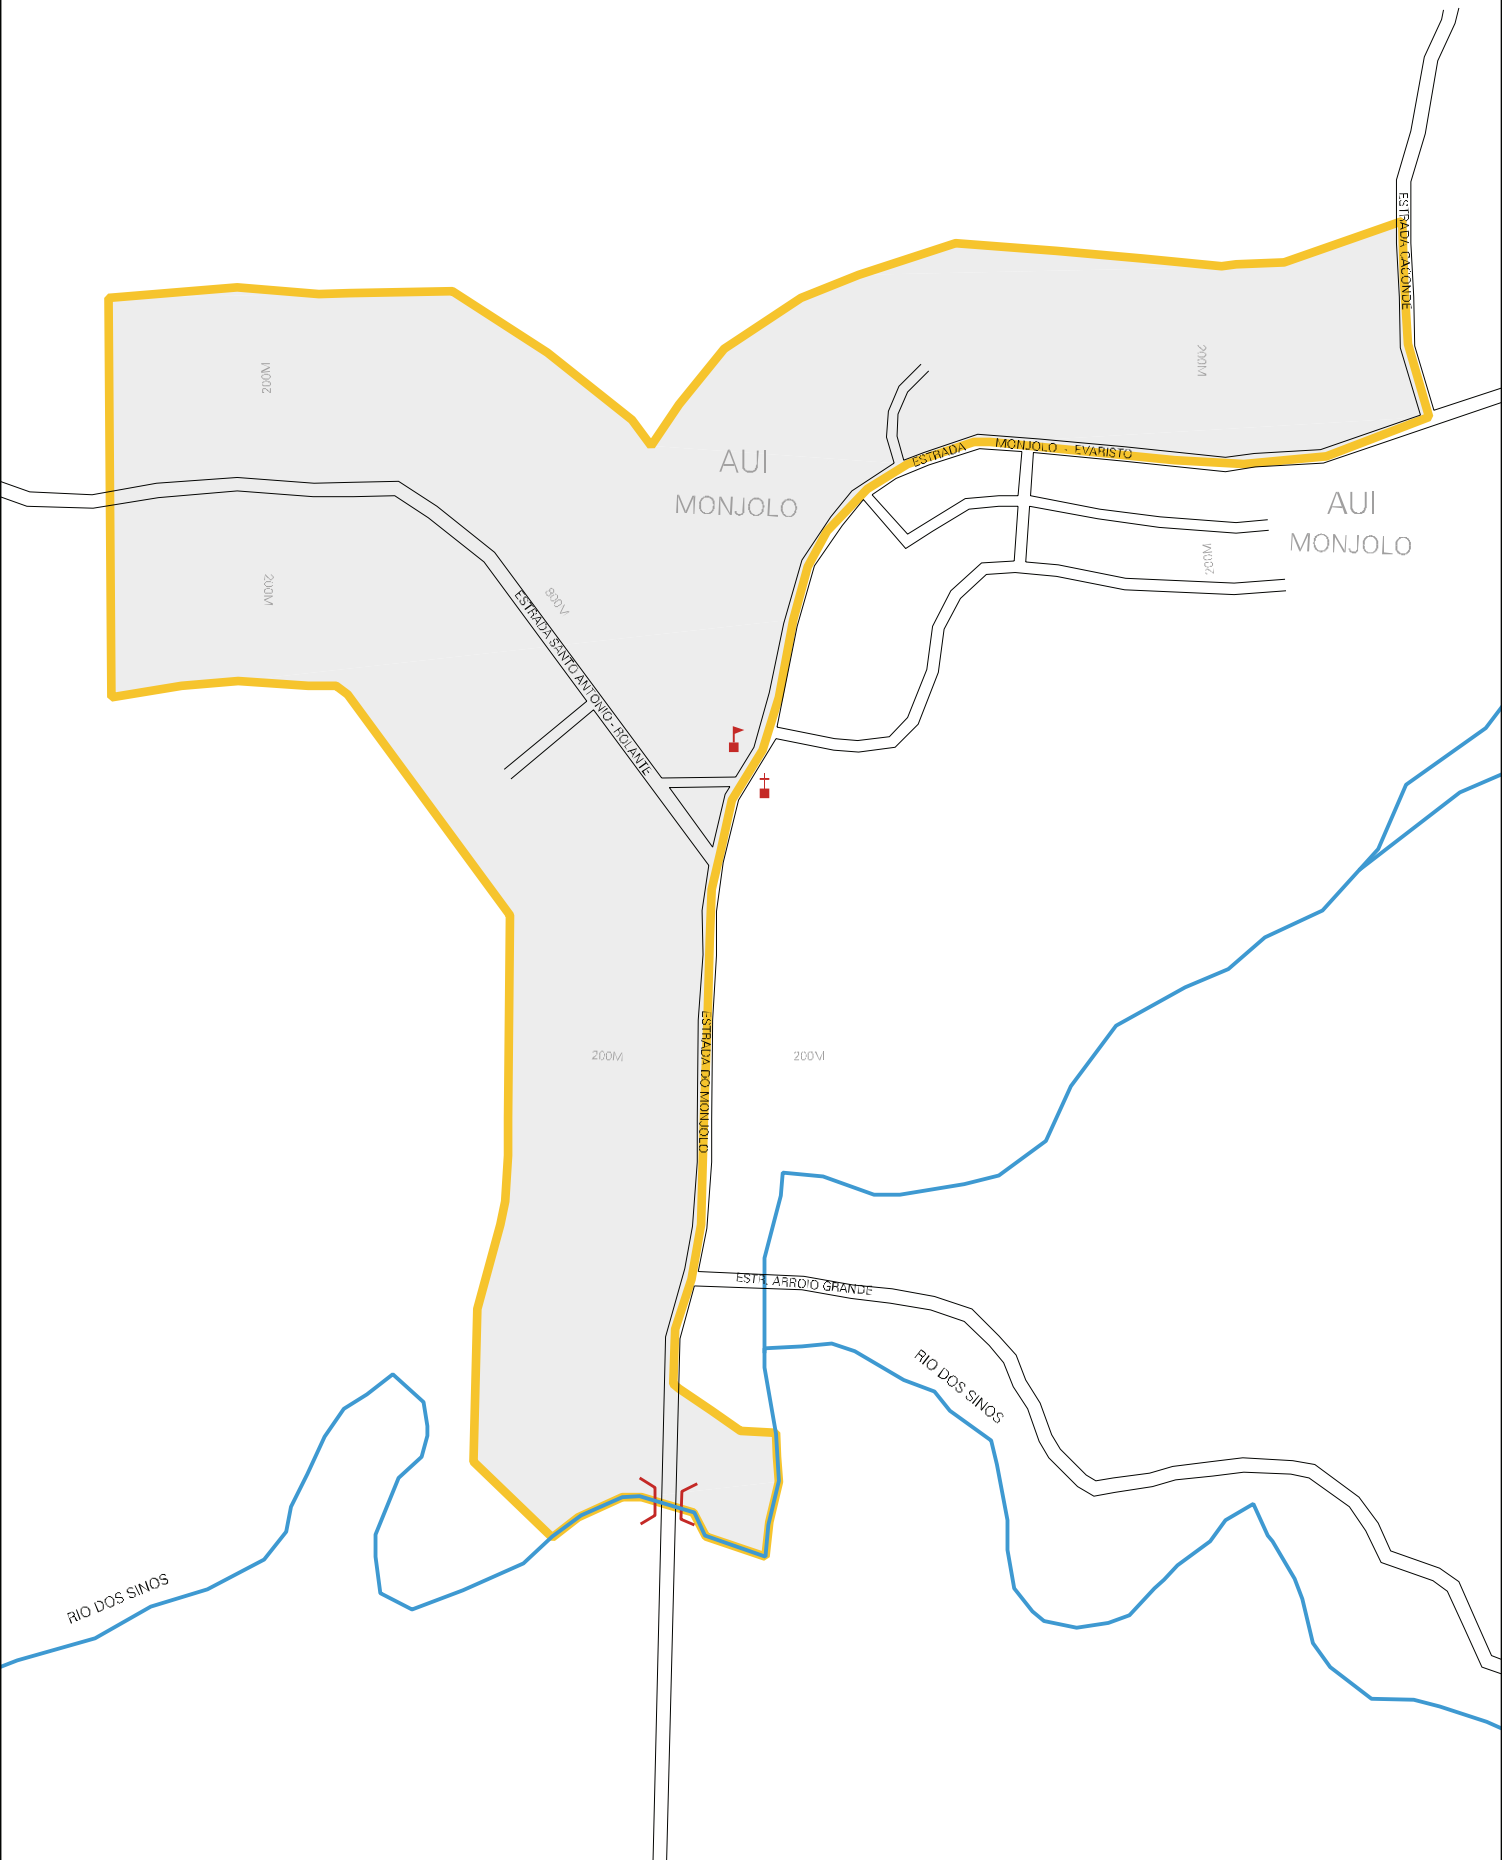 ESTRADA CACONDE
200M
200M
ESTRADA MONJOLO - EVARISTO
AUI
MONJOLO
AUI
MONJOLO
200M
200M
800M
ESTRADA SANTO ANTONIO - ROLANTE
ESTRADA DO MONJOLO
200M
200M
ESTR. ARROIO GRANDE
RIO DOS SINOS
RIO DOS SINOS